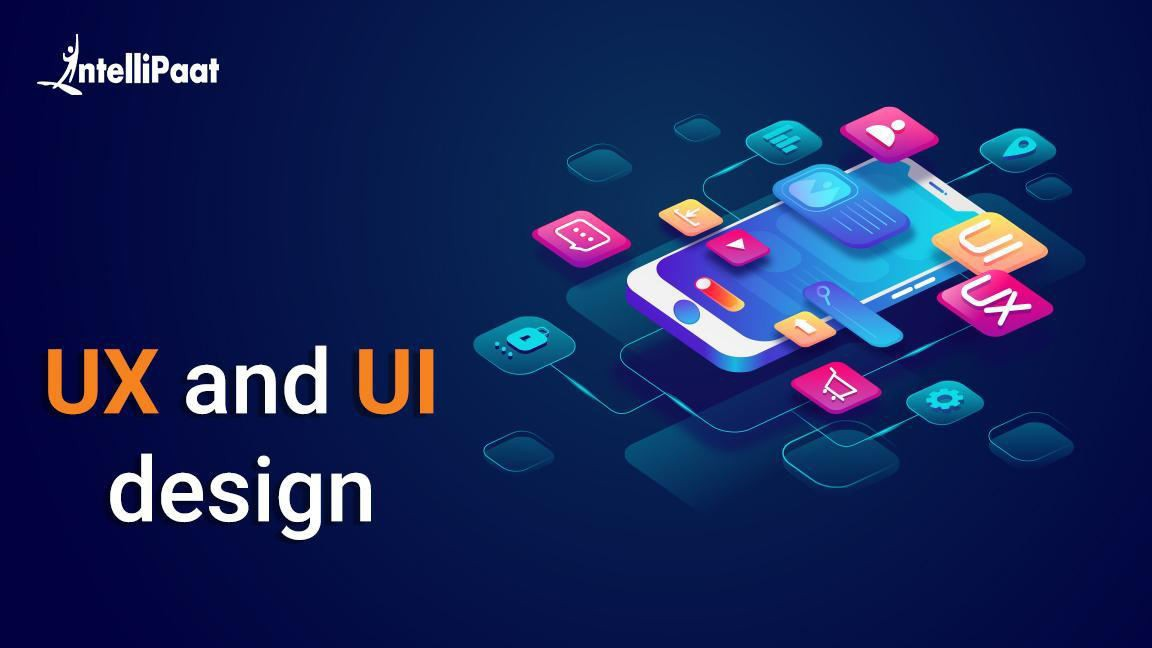 IntelliPaat
UI
UX
UX and UI
design